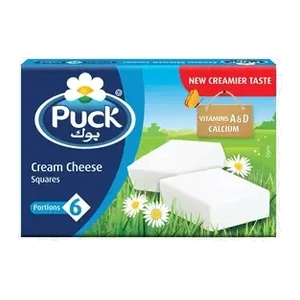 Puck
بوك
NEW CREAMIER TASTE
VITAMINS A&D
CALCIUM
Cream Cheese
Squares
Portions 6